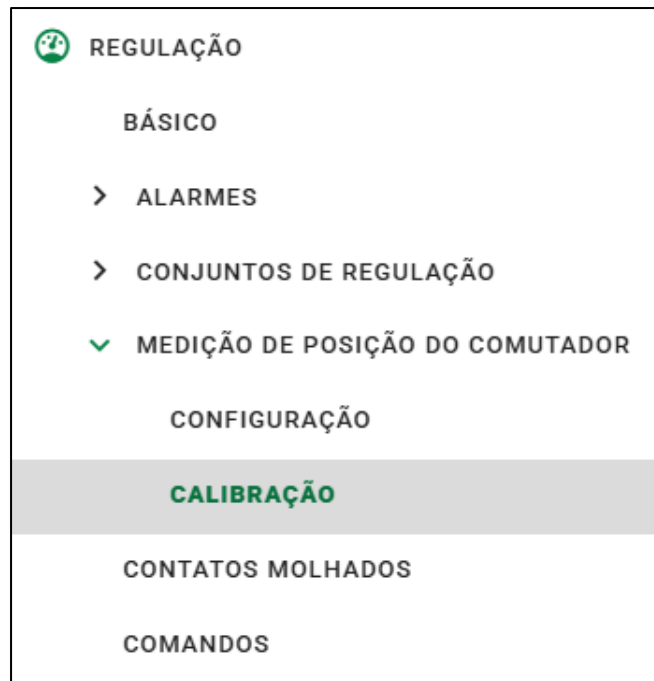 REGULAÇÃO
BÁSICO
ALARMES
CONJUNTOS DE REGULAÇÃO
MEDIÇÃO DE POSIÇÃO DO COMUTADOR
CONFIGURAÇÃO
CALIBRAÇÃO
CONTATOS MOLHADOS
COMANDOS